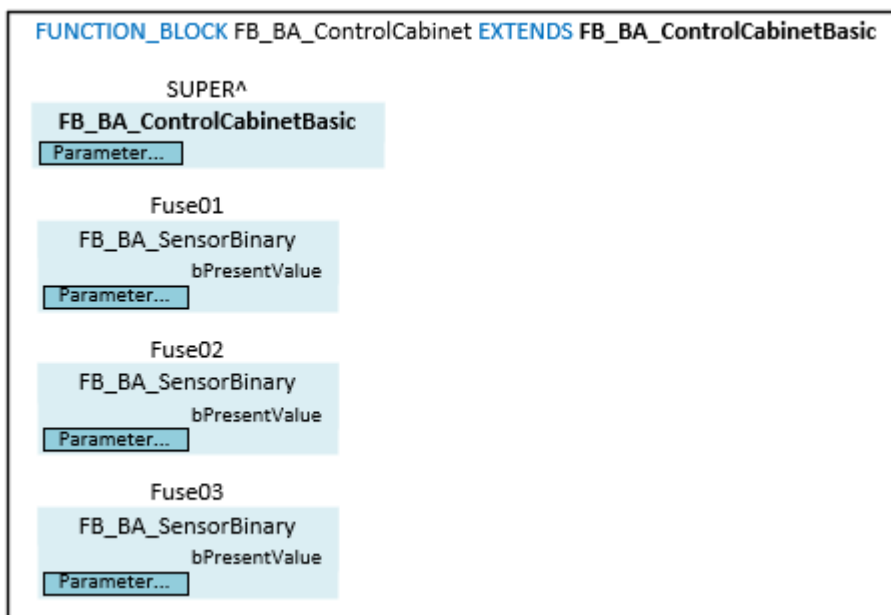 FUNCTION_BLOCK FB_BA_ControlCabinet EXTENDS FB_BA_ControlCabinetBasic
SUPER^
FB_BA_ControlCabinetBasic
Parameter...
Fuse01
FB_BA_SensorBinary
bPresentValue
Parameter...
Fuse02
FB_BA_SensorBinary
bPresentValue
Parameter...
Fuse03
FB_BA_SensorBinary
bPresentValue
Parameter...